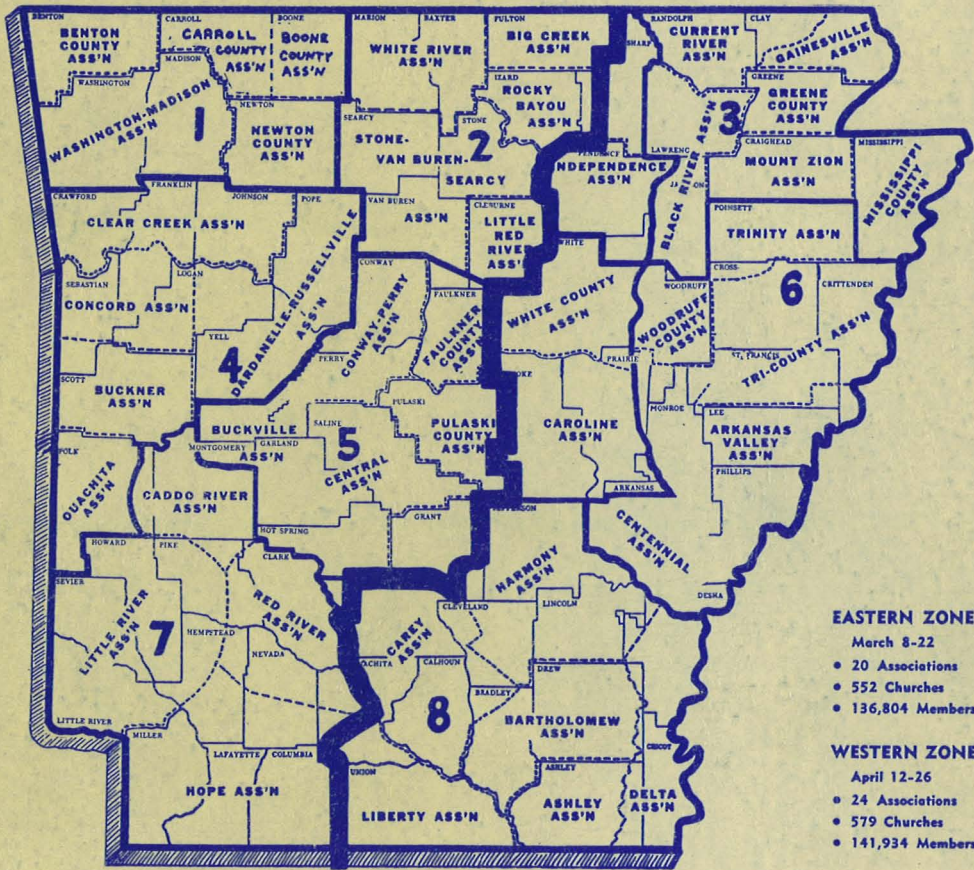 BENTON
BENTON
COUNTY
ASS'N
WASHINGTON
CARROLL
CARROLL
COUNTY
ASS'N
MADISON
BOONE
BOONE
COUNTY
ASS'N
WASHINGTON-MADISON
ASS'N
1
NEWTON
NEWTON
COUNTY
ASS'N
MARION
BAXTER
WHITE RIVER
ASS'N
FULTON
BIG CREEK
ASS'N
IZARD
ROCKY
BAYOU
ASS'N
SEARCY
STONE
STONE-
VAN BUREN-
SEARCY
ASS'N
2
VAN BUREN
CLEBURNE
LITTLE
RED
RIVER
ASS'N
SHARP
RANDOLPH
CURRENT
RIVER
ASS'N
CLAY
GAINESVILLE
ASS'N
GREENE
GREENE
COUNTY
ASS'N
3
LAWRENC
BLACK RIVER ASS'N
CRAIGHEAD
MOUNT ZION
ASS'N
MISSISSIPPI
MISSISSIPPI
COUNTY
ASS'N
PENDENCE
NDEPENDENCE
ASS'N
POINSETT
TRINITY ASS'N
CRAWFORD
FRANKLIN
JOHNSON
POPE
CLEAR CREEK ASS'N
SEBASTIAN
LOGAN
CONCORD ASS'N
YELL
4
DARDANELLE-RUSSELLVILLE
ASS'N
SCOTT
BUCKNER
ASS'N
CONWAY
CONWAY-PERRY
ASS'N
PERRY
FAULKNER
FAULKNER
COUNTY
ASS'N
PULASKI
PULASKI
COUNTY
ASS'N
BUCKVILLE
ASS'N
MONTGOMERY
GARLAND
SALINE
5
CENTRAL
ASS'N
HOT SPRING
GRANT
WHITE
WHITE COUNTY
ASS'N
WOODRUFF
WOODRUFF
COUNTY
ASS'N
CROSS
6
CRITTENDEN
ST. FRANCIS
TRI-COUNTY ASS'N
PRAIRIE
OKE
CAROLINE
ASS'N
MONROE
LEE
ARKANSAS
VALLEY
ASS'N
PHILLIPS
ARKANSAS
CENTENNIAL
ASS'N
DESHA
POLK
OUACHITA
ASS'N
CADDO RIVER
ASS'N
HOWARD
PIKE
CLARK
RED RIVER
ASS'N
SEVIER
LITTLE RIVER
ASS'N
7
HEMPSTEAD
NEVADA
LITTLE RIVER
MILLER
LAFAYETTE
COLUMBIA
HOPE ASS'N
HARMONY
ASS'N
CLEVELAND
LINCOLN
CAREY
ASS'N
CALHOUN
8
BRADLEY
DREW
BARTHOLOMEW
ASS'N
CHICOT
UNION
LIBERTY ASS'N
ASHLEY
ASHLEY
ASS'N
DELTA
ASS'N
EASTERN ZONE
March 8-22
• 20 Associations
• 552 Churches
• 136,804 Members
WESTERN ZONE
April 12-26
• 24 Associations
• 579 Churches
• 141,934 Members